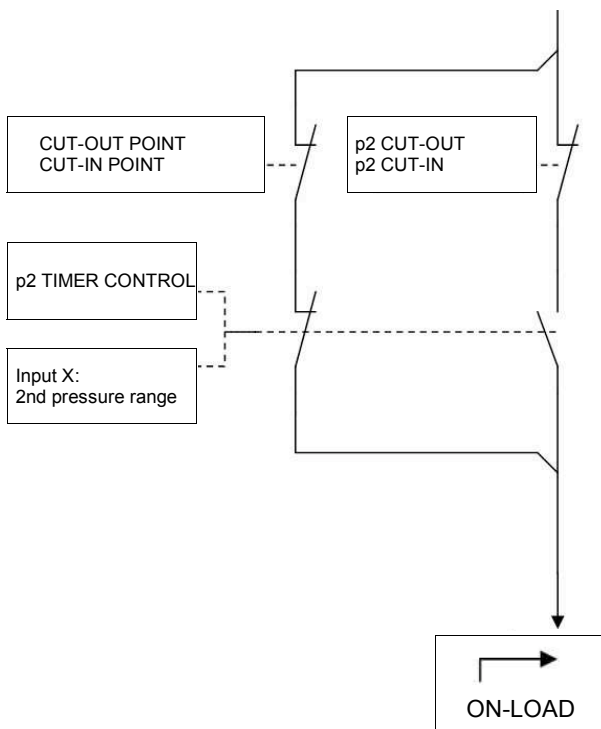 CUT-OUT POINT
CUT-IN POINT
p2 CUT-OUT
p2 CUT-IN
p2 TIMER CONTROL
Input X:
2nd pressure range
ON-LOAD